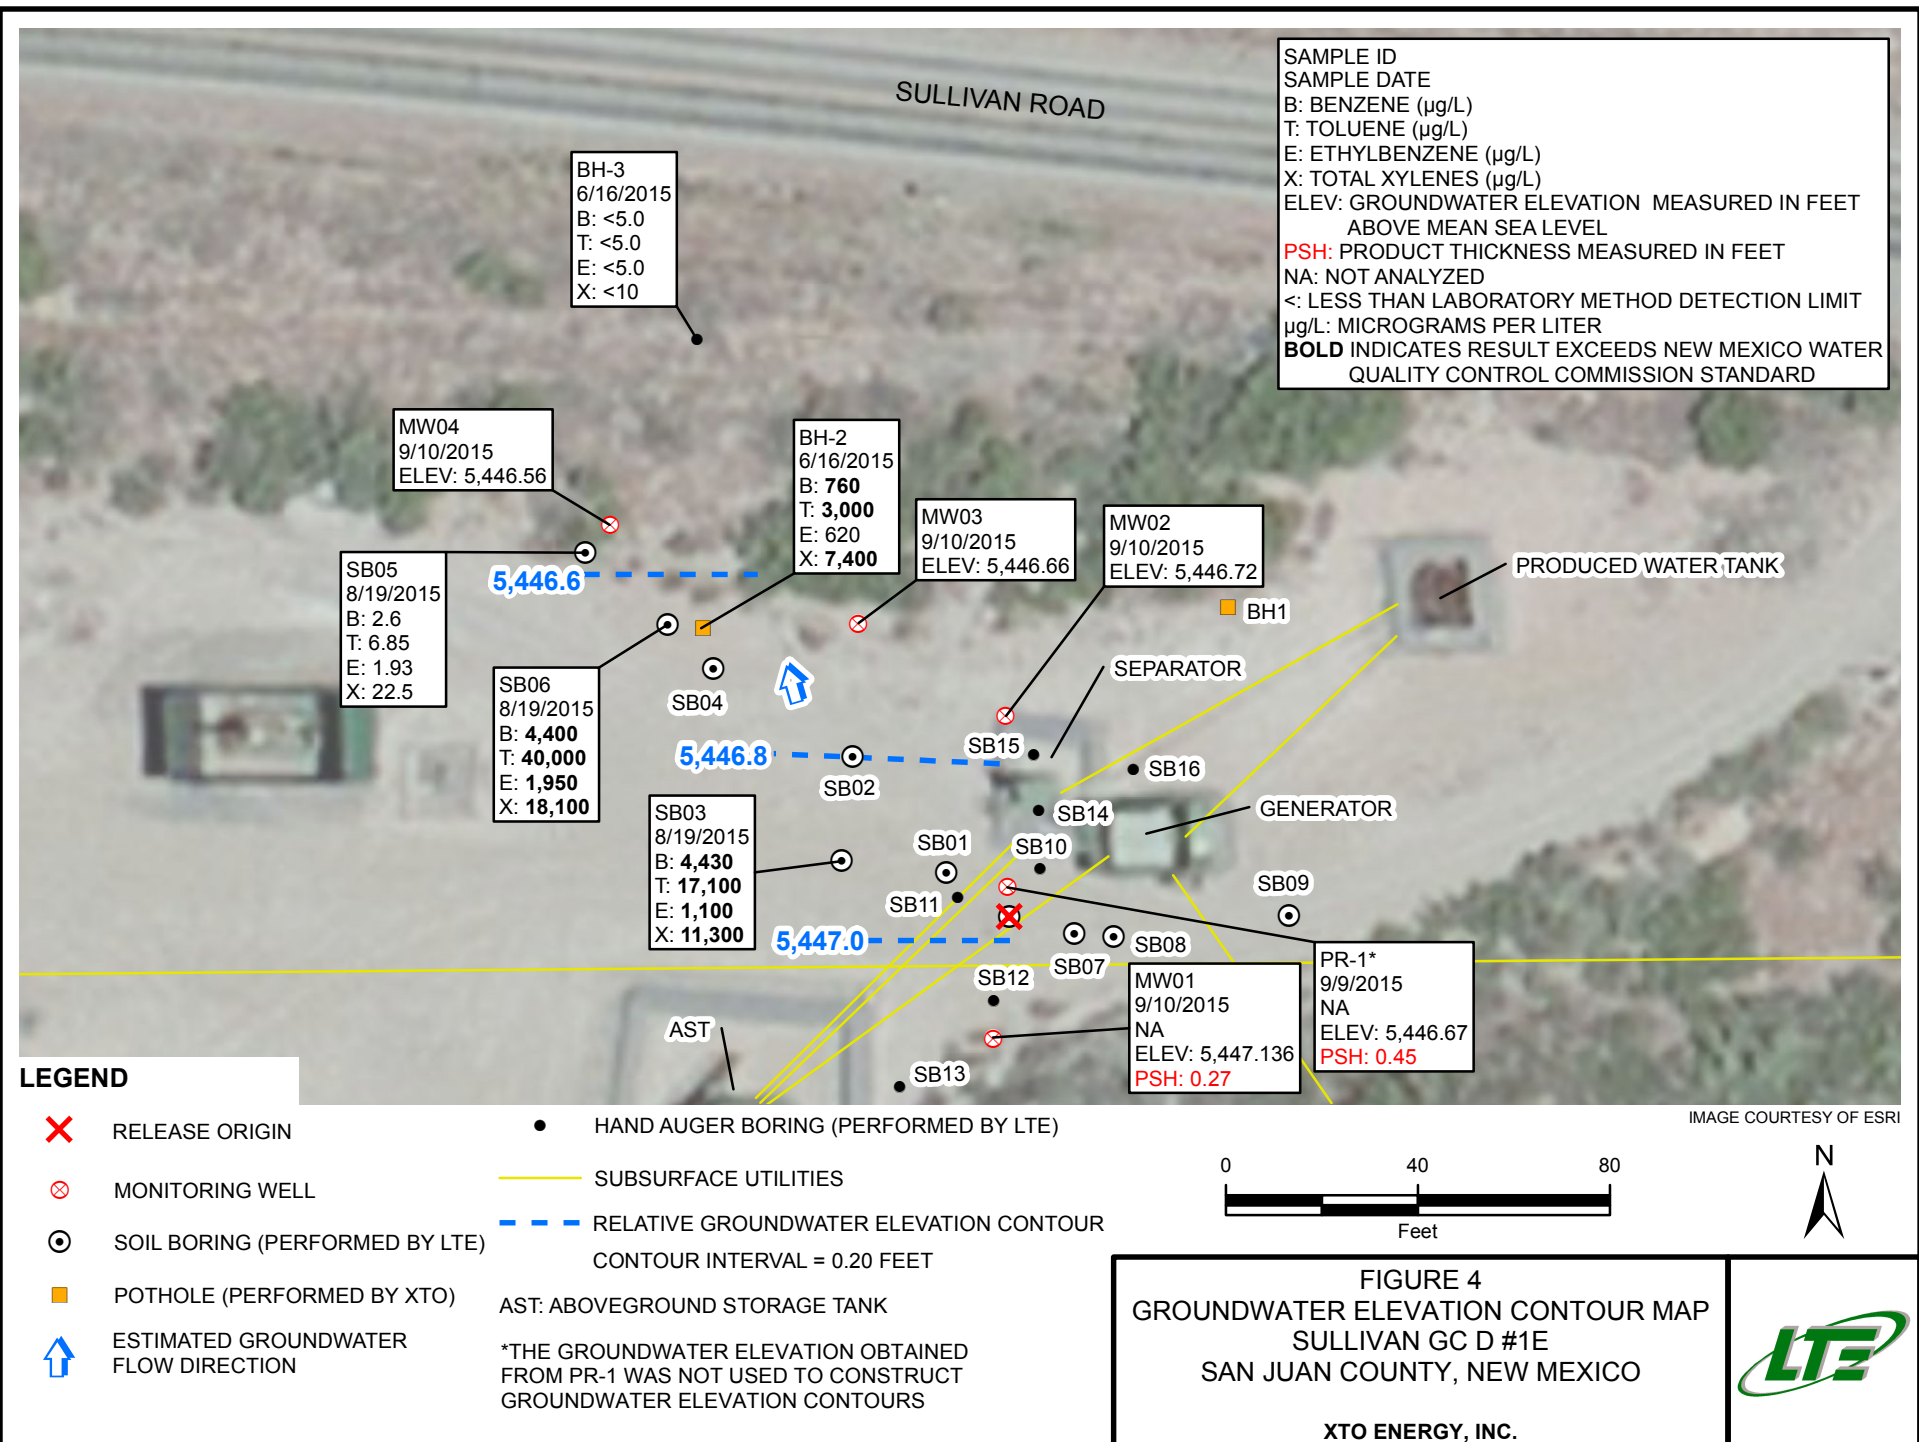 SULLIVAN ROAD
SAMPLE ID
SAMPLE DATE
B: BENZENE (µg/L)
T: TOLUENE (µg/L)
E: ETHYLBENZENE (µg/L)
X: TOTAL XYLENES (µg/L)
ELEV: GROUNDWATER ELEVATION MEASURED IN FEET
ABOVE MEAN SEA LEVEL
PSH: PRODUCT THICKNESS MEASURED IN FEET
NA: NOT ANALYZED
<: LESS THAN LABORATORY METHOD DETECTION LIMIT
µg/L: MICROGRAMS PER LITER
BOLD INDICATES RESULT EXCEEDS NEW MEXICO WATER
QUALITY CONTROL COMMISSION STANDARD
BH-3
6/16/2015
B: <5.0
T: <5.0
E: <5.0
X: <10
MW04
9/10/2015
ELEV: 5,446.56
BH-2
6/16/2015
B: 760
T: 3,000
E: 620
X: 7,400
MW03
9/10/2015
ELEV: 5,446.66
MW02
9/10/2015
ELEV: 5,446.72
PRODUCED WATER TANK
SB05
8/19/2015
B: 2.6
T: 6.85
E: 1.93
X: 22.5
5,446.6
BH1
SB06
8/19/2015
B: 4,400
T: 40,000
E: 1,950
X: 18,100
SB04
SEPARATOR
5,446.8
SB02
SB15
SB16
SB03
8/19/2015
B: 4,430
T: 17,100
E: 1,100
X: 11,300
SB14
GENERATOR
SB01
SB10
SB11
SB09
5,447.0
SB07
SB08
SB12
MW01
9/10/2015
NA
ELEV: 5,447.136
PSH: 0.27
PR-1*
9/9/2015
NA
ELEV: 5,446.67
PSH: 0.45
AST
SB13
IMAGE COURTESY OF ESRI
LEGEND
RELEASE ORIGIN
MONITORING WELL
SOIL BORING (PERFORMED BY LTE)
POTHOLE (PERFORMED BY XTO)
ESTIMATED GROUNDWATER
FLOW DIRECTION
HAND AUGER BORING (PERFORMED BY LTE)
SUBSURFACE UTILITIES
RELATIVE GROUNDWATER ELEVATION CONTOUR
CONTOUR INTERVAL = 0.20 FEET
AST: ABOVEGROUND STORAGE TANK
*THE GROUNDWATER ELEVATION OBTAINED
FROM PR-1 WAS NOT USED TO CONSTRUCT
GROUNDWATER ELEVATION CONTOURS
0 40 80
Feet
N
FIGURE 4
GROUNDWATER ELEVATION CONTOUR MAP
SULLIVAN GC D #1E
SAN JUAN COUNTY, NEW MEXICO
XTO ENERGY, INC.
LTE